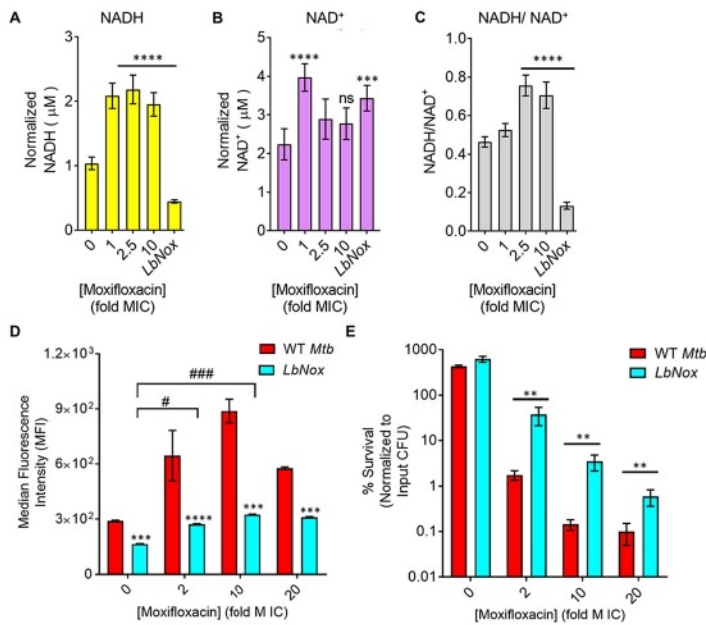 A NADH
****
Normalized
NADH ( μM)
3
2
1
0
0 1 2.5 10 LbNox
[Moxifloxacin]
(fold MIC)
B NAD+
**** ns ***
Normalized
NAD+ ( μM)
5
4
3
2
1
0
0 1 2.5 10 LbNox
[Moxifloxacin]
(fold MIC)
C NADH/ NAD+
****
NADH/NAD+
1.0
0.8
0.6
0.4
0.2
0.0
0 1 2.5 10 LbNox
[Moxifloxacin]
(fold MIC)
D
WT Mtb
LbNox
###
#
*** **** *** ***
Median Fluorescence
Intensity (MFI)
1.2×10³
9×10²
6×10²
3×10²
0
0 2 10 20
[Moxifloxacin] (fold M IC)
E
WT Mtb
LbNox
** ** **
% Survival
(Normalized to
Input CFU)
1000
100
10
1
0.1
0.01
0 2 10 20
[Moxifloxacin] (fold MIC)